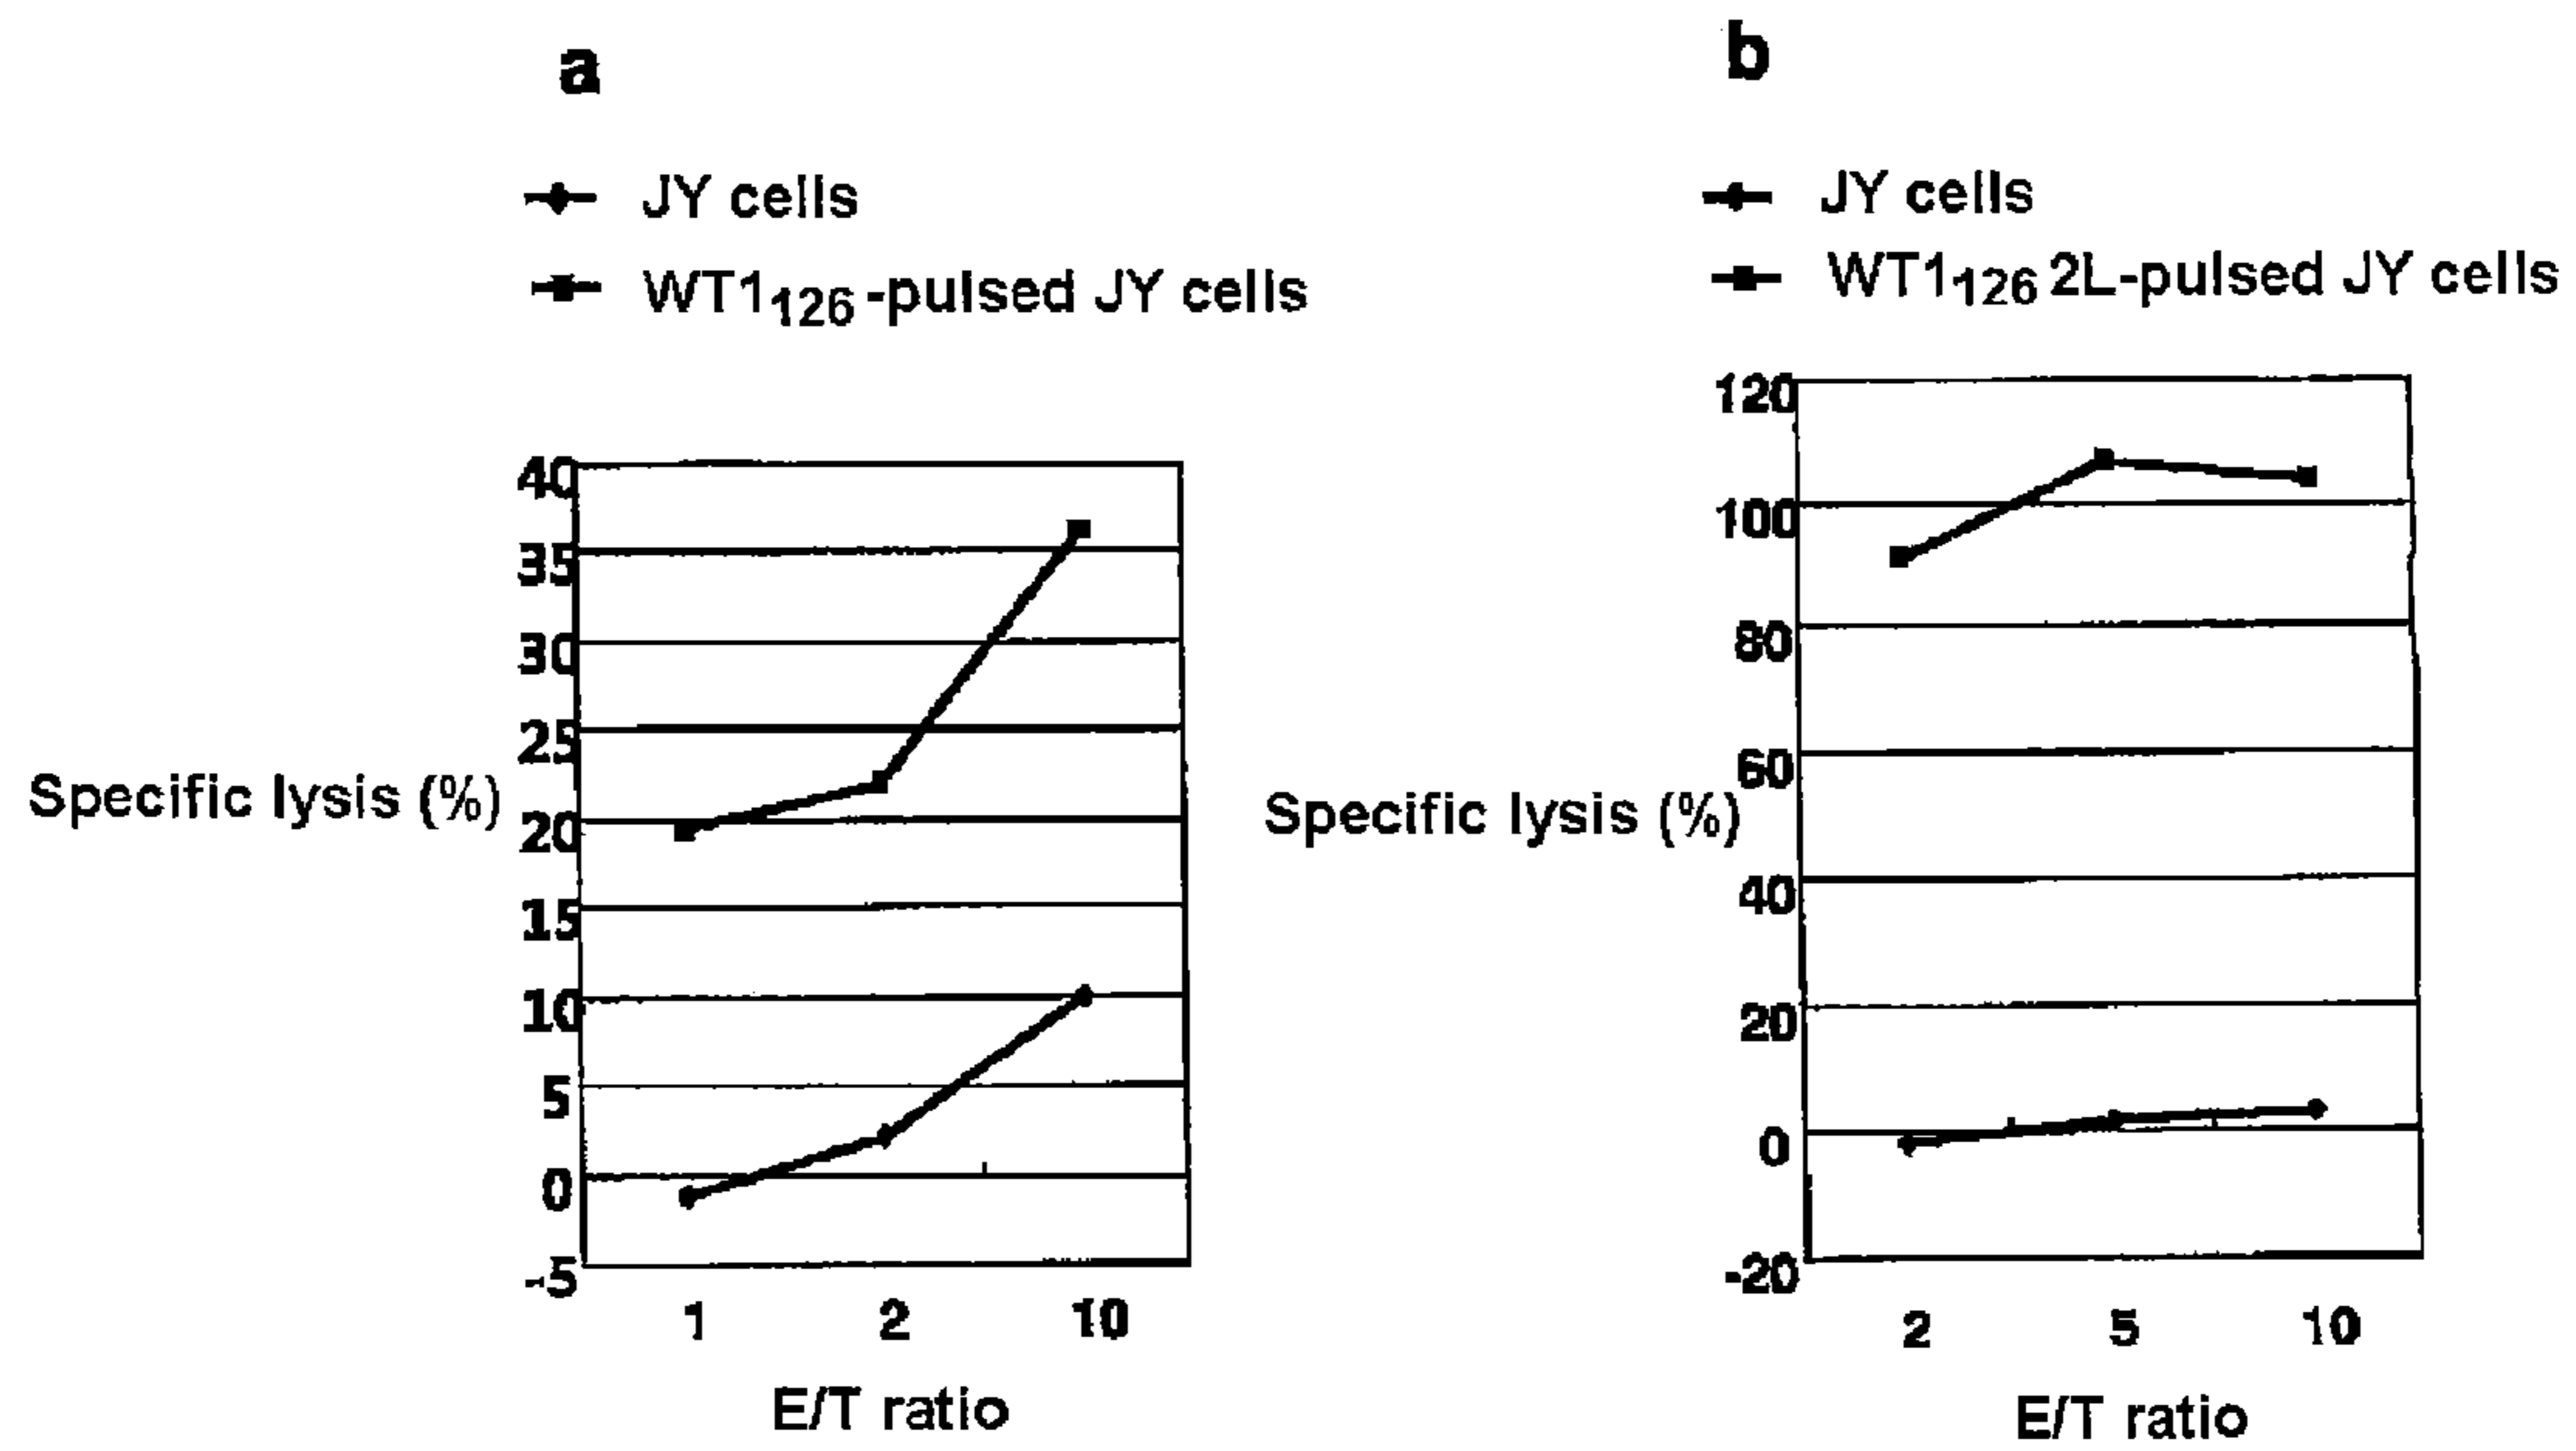 a
JY cells
WT1126-pulsed JY cells
40
35
30
25
20
15
10
5
0
-5
Specific lysis (%)
1 2 10
E/T ratio
b
JY cells
WT1126 2L-pulsed JY cells
120
100
80
60
40
20
0
-20
Specific lysis (%)
2 5 10
E/T ratio